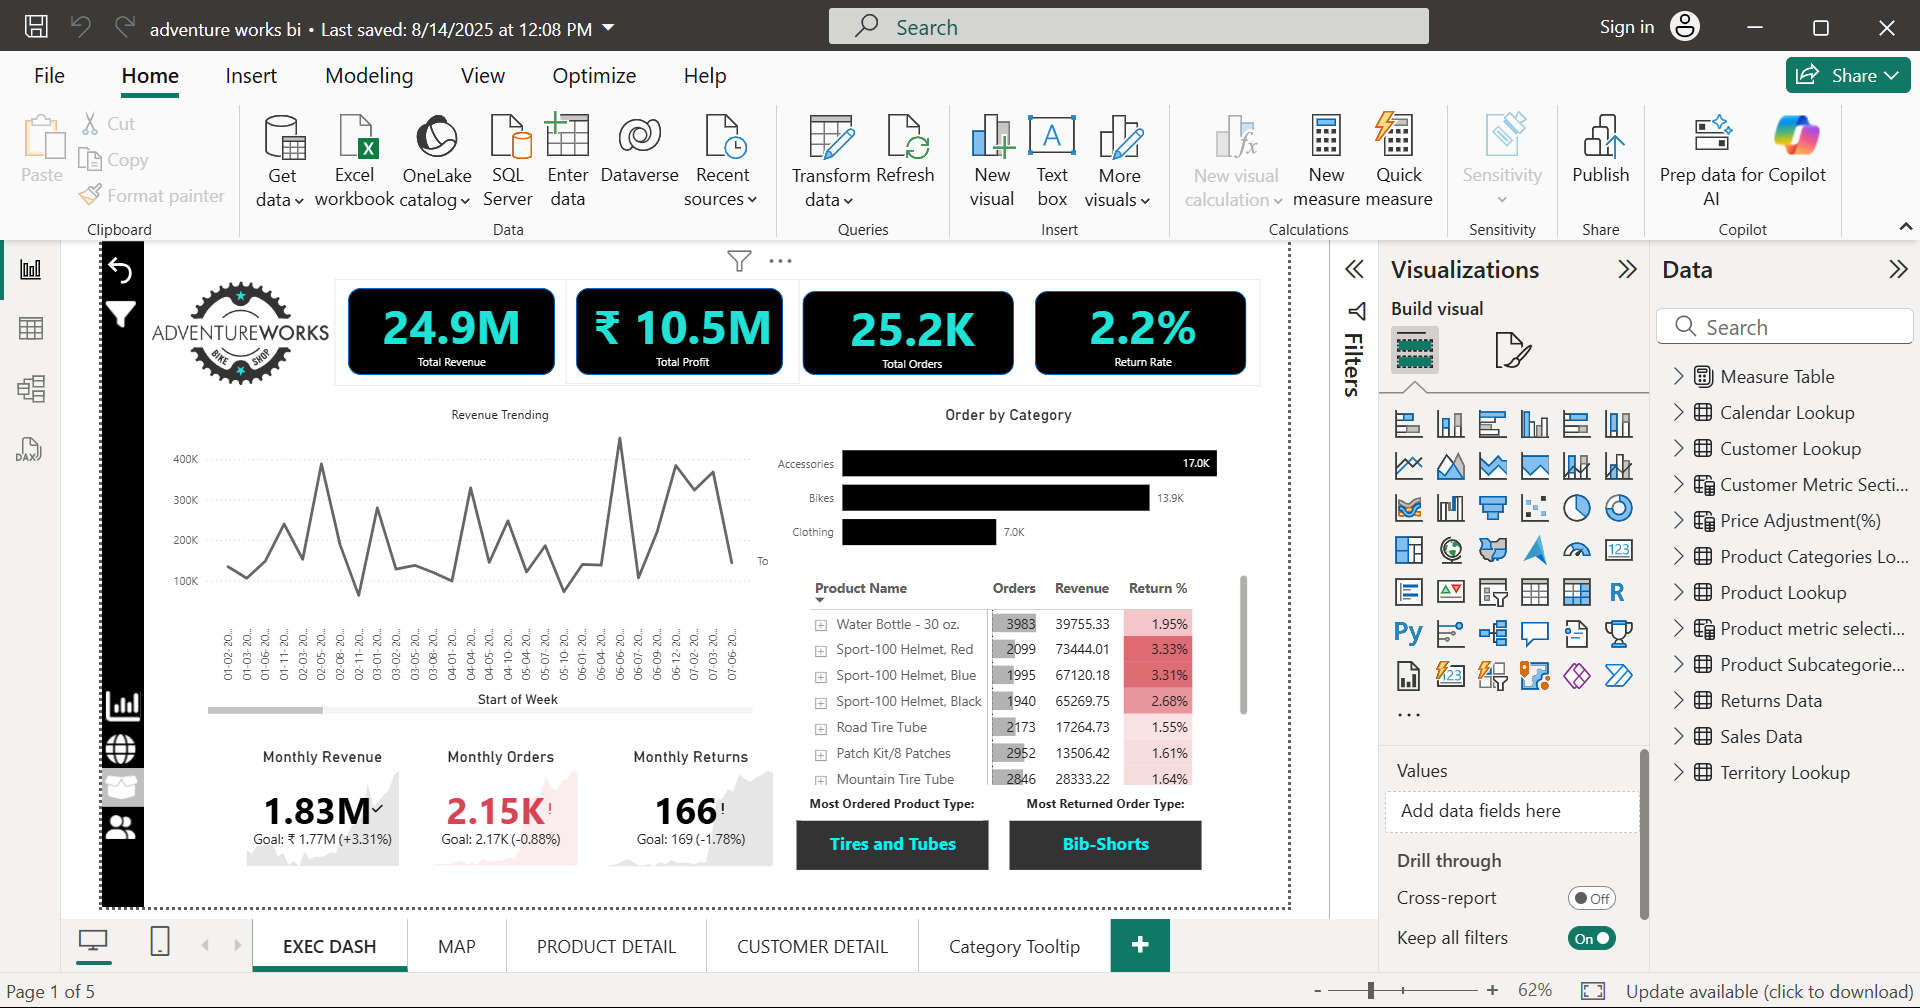 adventure works bi • Last saved: 8/14/2025 at 12:08 PM
Search
Sign in
File
Home
Insert
Modeling
View
Optimize
Help
Share
Paste
Cut
Copy
Format painter
Clipboard
Get data
Excel workbook
OneLake catalog
SQL Server
Enter data
Dataverse
Recent sources
Data
Transform data
Refresh
Queries
New visual
Text box
More visuals
Insert
New visual calculation
New measure
Quick measure
Calculations
Sensitivity
Sensitivity
Publish
Share
Prep data for AI
Copilot
Copilot
ADVENTUREWORKS
BIKE SHOP
24.9M
Total Revenue
₹ 10.5M
Total Profit
25.2K
Total Orders
2.2%
Return Rate
Revenue Trending
400K
300K
200K
100K
To
01-02-20...
01-03-20...
01-06-20...
01-11-20...
02-03-20...
02-05-20...
02-08-20...
02-11-20...
03-01-20...
03-02-20...
03-05-20...
03-08-20...
04-01-20...
04-04-20...
04-05-20...
04-10-20...
05-04-20...
05-07-20...
05-10-20...
06-01-20...
06-04-20...
06-06-20...
06-07-20...
06-09-20...
06-12-20...
07-02-20...
07-03-20...
07-06-20...
Start of Week
Order by Category
Accessories 17.0K
Bikes 13.9K
Clothing 7.0K
Product Name Orders Revenue Return %
Water Bottle - 30 oz. 3983 39755.33 1.95%
Sport-100 Helmet, Red 2099 73444.01 3.33%
Sport-100 Helmet, Blue 1995 67120.18 3.31%
Sport-100 Helmet, Black 1940 65269.75 2.68%
Road Tire Tube 2173 17264.73 1.55%
Patch Kit/8 Patches 2952 13506.42 1.61%
Mountain Tire Tube 2846 28333.22 1.64%
Monthly Revenue
1.83M
Goal: ₹ 1.77M (+3.31%)
Monthly Orders
2.15K!
Goal: 2.17K (-0.88%)
Monthly Returns
166!
Goal: 169 (-1.78%)
Most Ordered Product Type:
Tires and Tubes
Most Returned Order Type:
Bib-Shorts
Filters
Visualizations
Build visual
123
R
Py
123
...
Values
Add data fields here
Drill through
Cross-report
Off
Keep all filters
On
Data
Search
Measure Table
Calendar Lookup
Customer Lookup
Customer Metric Secti...
Price Adjustment(%)
Product Categories Lo...
Product Lookup
Product metric selecti...
Product Subcategorie...
Returns Data
Sales Data
Territory Lookup
DAX
EXEC DASH
MAP
PRODUCT DETAIL
CUSTOMER DETAIL
Category Tooltip
+
Page 1 of 5
- + 62%
Update available (click to download)